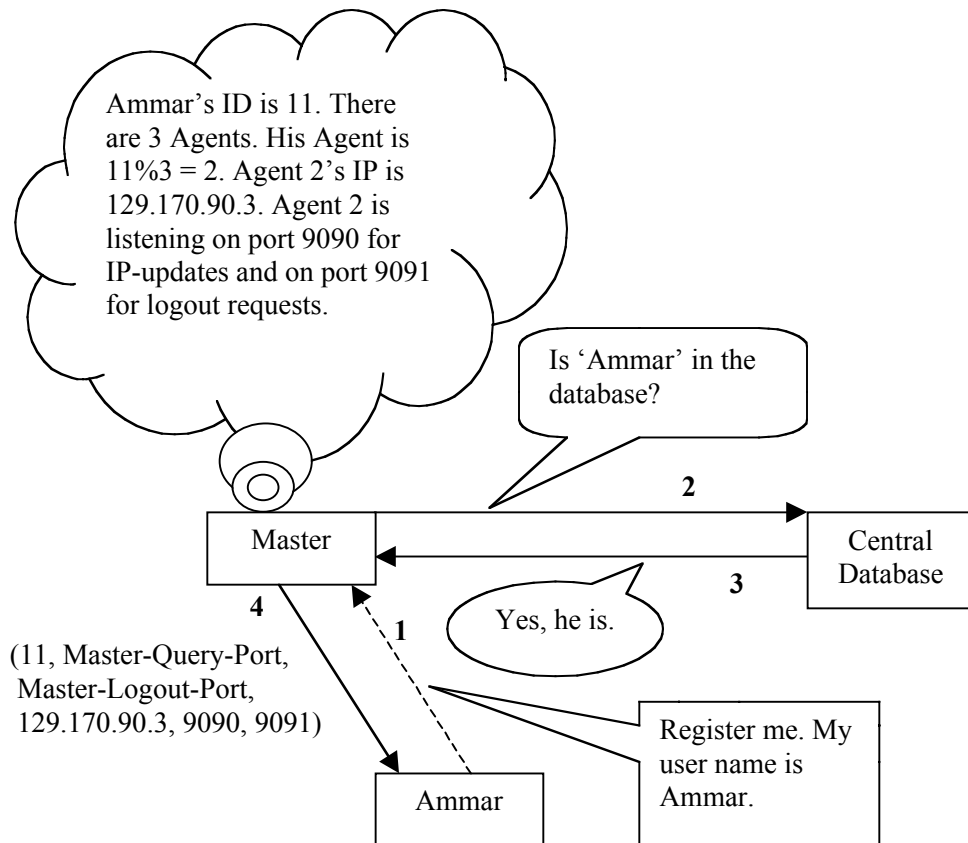 Ammar’s ID is 11. There
are 3 Agents. His Agent is
11%3 = 2. Agent 2’s IP is
129.170.90.3. Agent 2 is
listening on port 9090 for
IP-updates and on port 9091
for logout requests.
Is ‘Ammar’ in the
database?
2
Master
Central
Database
3
4
1
Yes, he is.
(11, Master-Query-Port,
Master-Logout-Port,
129.170.90.3, 9090, 9091)
Register me. My
user name is
Ammar.
Ammar